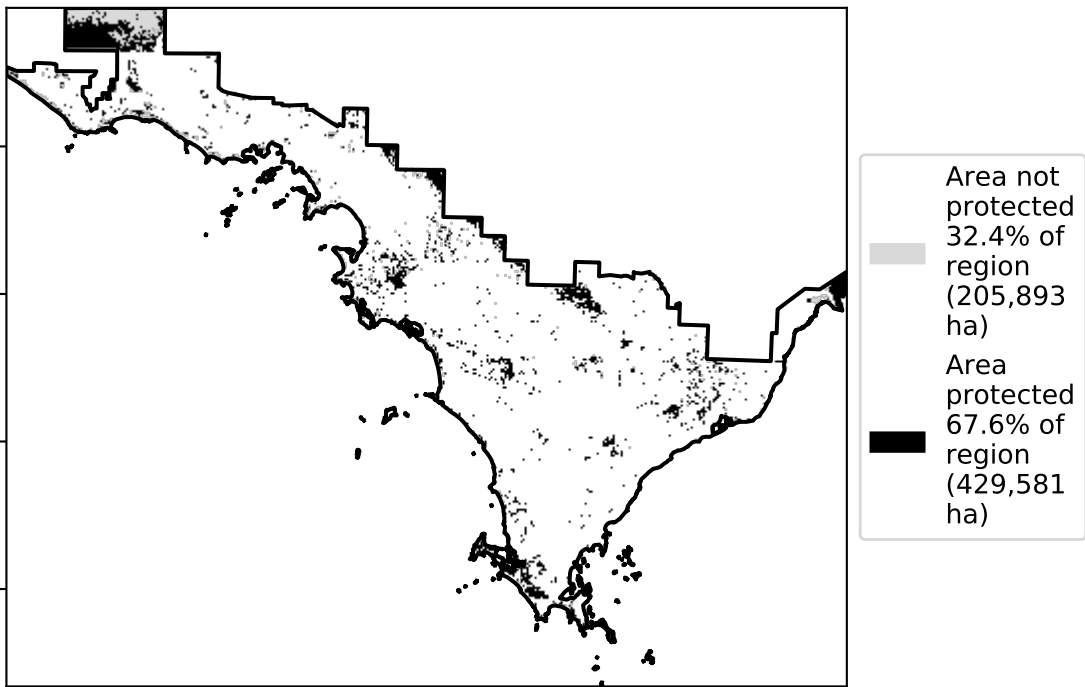 Area not
protected
32.4% of
region
(205,893
ha)
Area
protected
67.6% of
region
(429,581
ha)